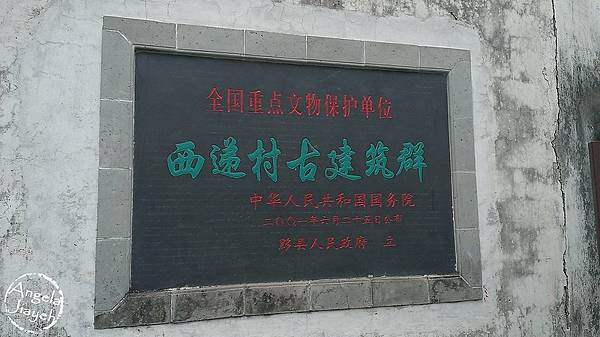 全国重点文物保护单位
西递村古建筑群
中华人民共和国国务院
二〇〇一年六月二十五日公布
黟县人民政府 立
Angela